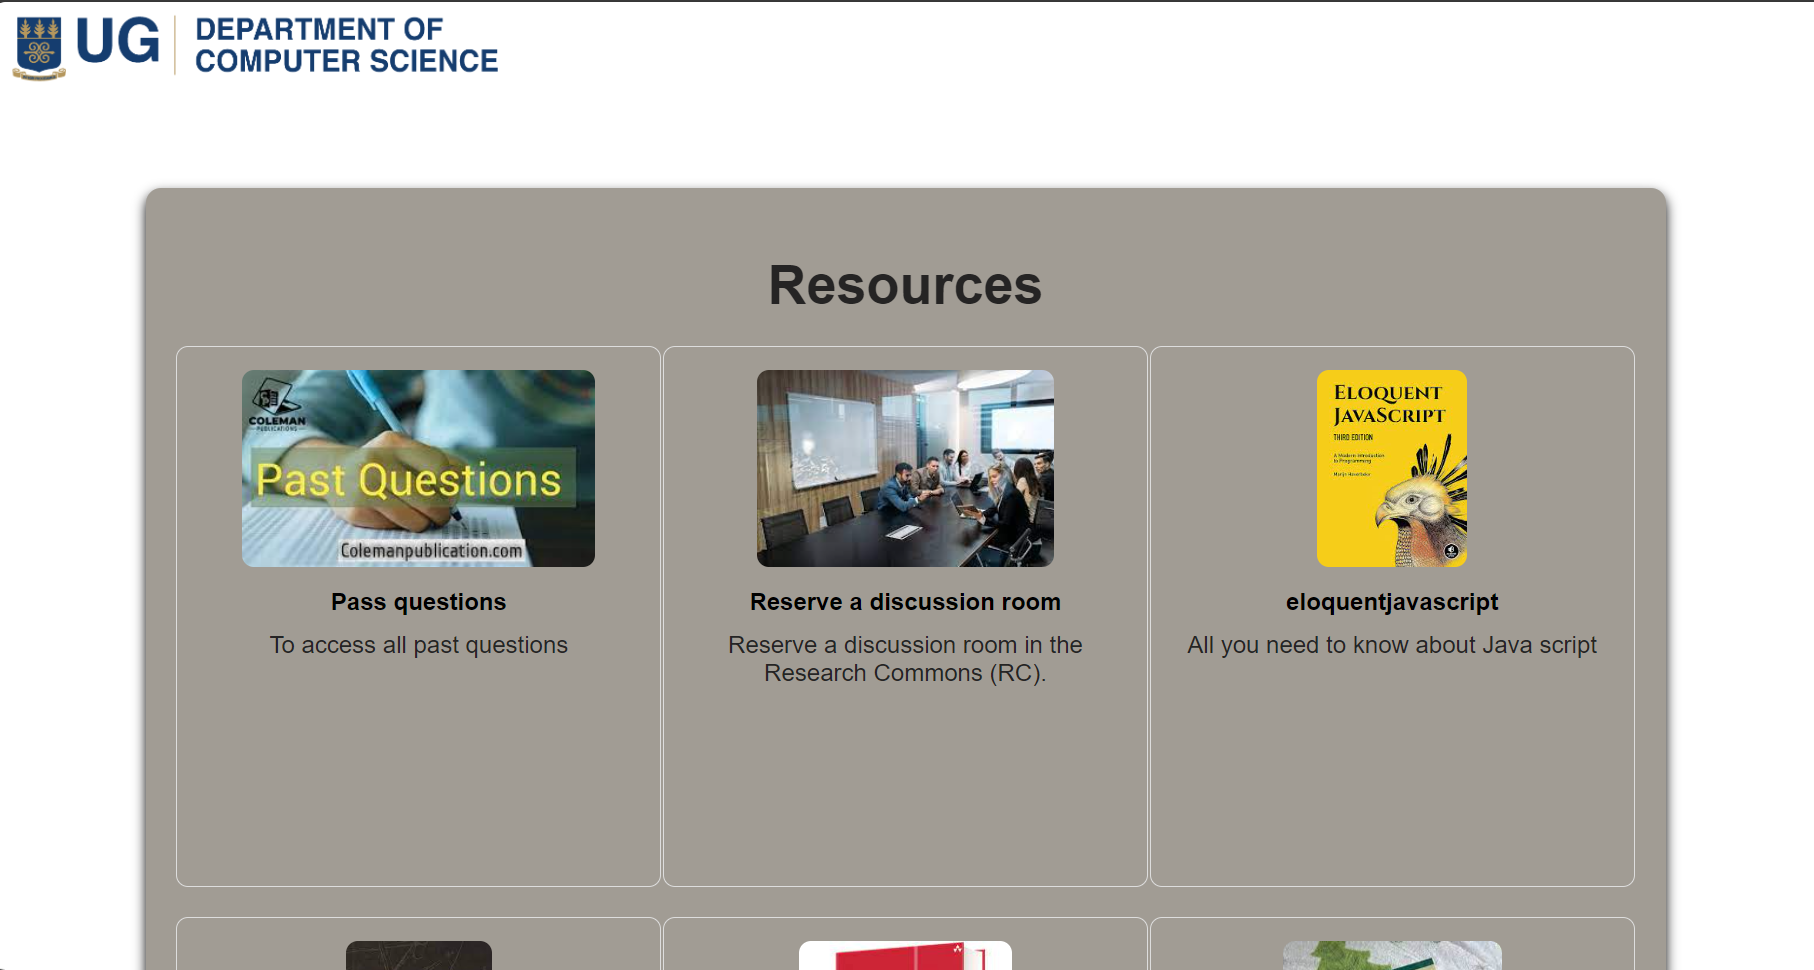 UG
DEPARTMENT OF
COMPUTER SCIENCE
Resources
COLEMAN
PUBLICATIONS
Past Questions
Colemanpublication.com
Pass questions
To access all past questions
Reserve a discussion room
Reserve a discussion room in the
Research Commons (RC).
ELOQUENT
JAVASCRIPT
THIRD EDITION
A Modern Introduction
to Programming
Marijn Haverbeke
eloquentjavascript
All you need to know about Java script